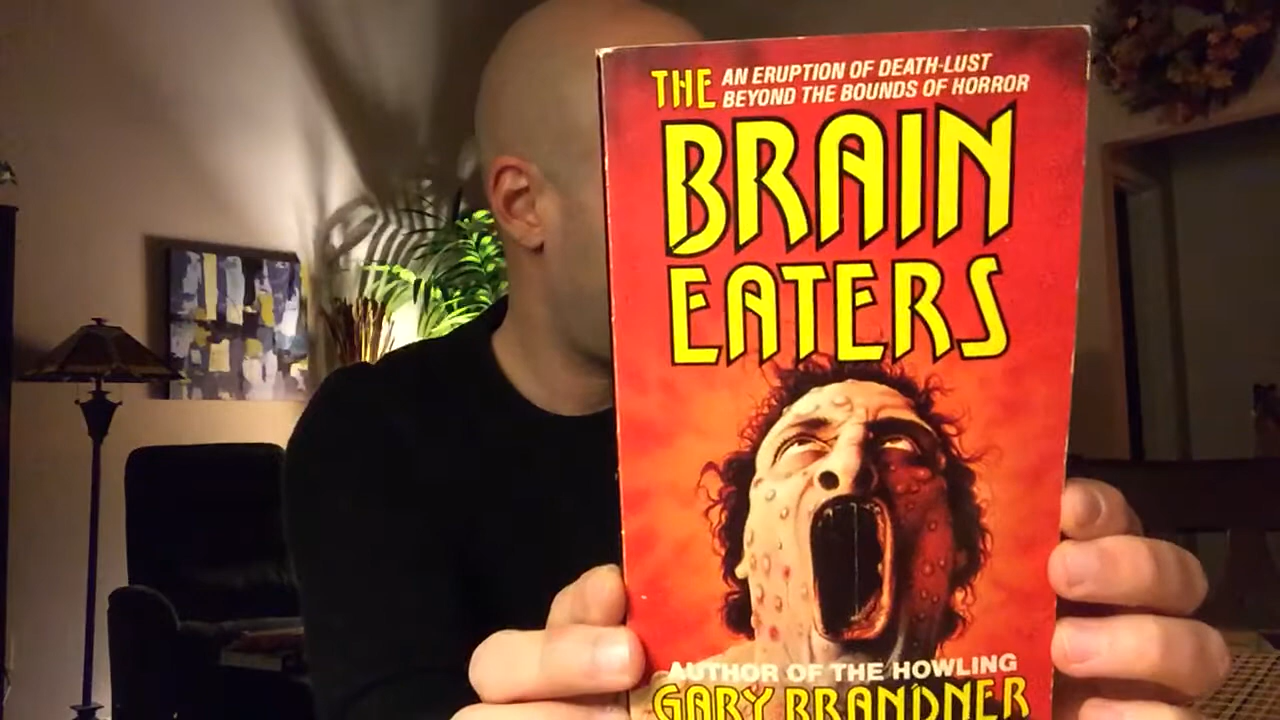 THE
AN ERUPTION OF DEATH-LUST
BEYOND THE BOUNDS OF HORROR
BRAIN
EATERS
AUTHOR OF THE HOWLING
GARY BRANDNER